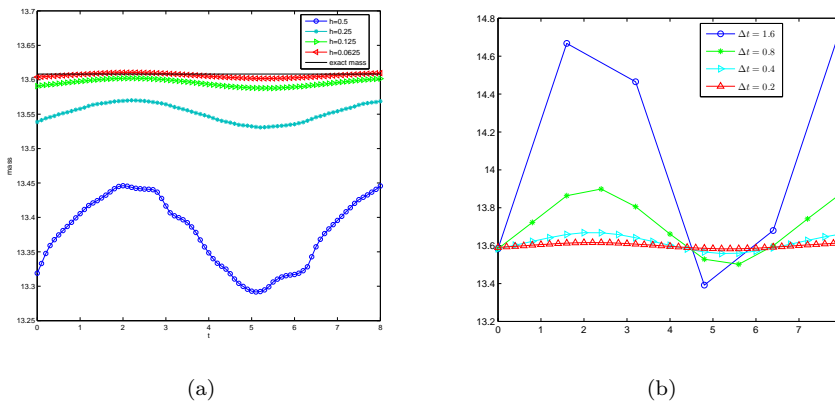 13.7
13.65
13.6
13.55
13.5
13.45
13.4
13.35
13.3
13.25
mass
0 1 2 3 4 5 6 7 8
t
h=0.5
h=0.25
h=0.125
h=0.0625
exact mass
(a)
14.8
14.6
14.4
14.2
14
13.8
13.6
13.4
13.2
0 1 2 3 4 5 6 7
Δt = 1.6
Δt = 0.8
Δt = 0.4
Δt = 0.2
(b)